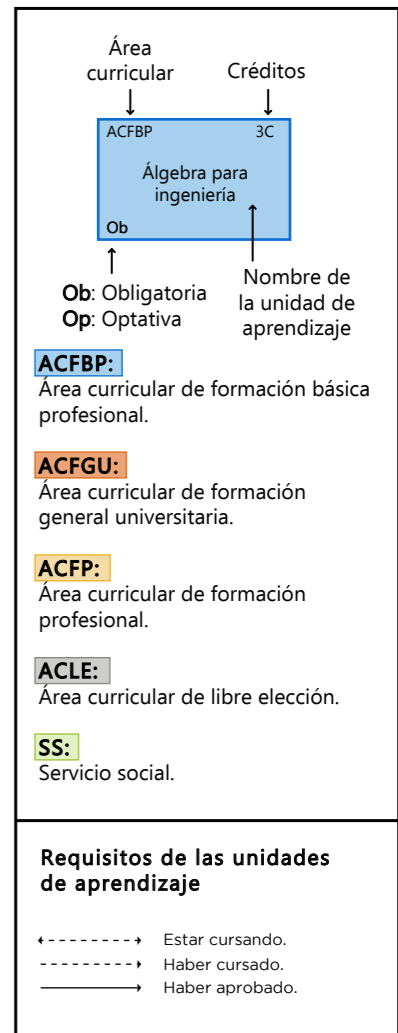 Área
curricular
Créditos
ACFBP 3C
Álgebra para
ingeniería
Ob
Ob: Obligatoria
Op: Optativa
Nombre de
la unidad de
aprendizaje
ACFBP:
Área curricular de formación básica
profesional.
ACFGU:
Área curricular de formación
general universitaria.
ACFP:
Área curricular de formación
profesional.
ACLE:
Área curricular de libre elección.
SS:
Servicio social.
Requisitos de las unidades
de aprendizaje
Estar cursando.
Haber cursado.
Haber aprobado.